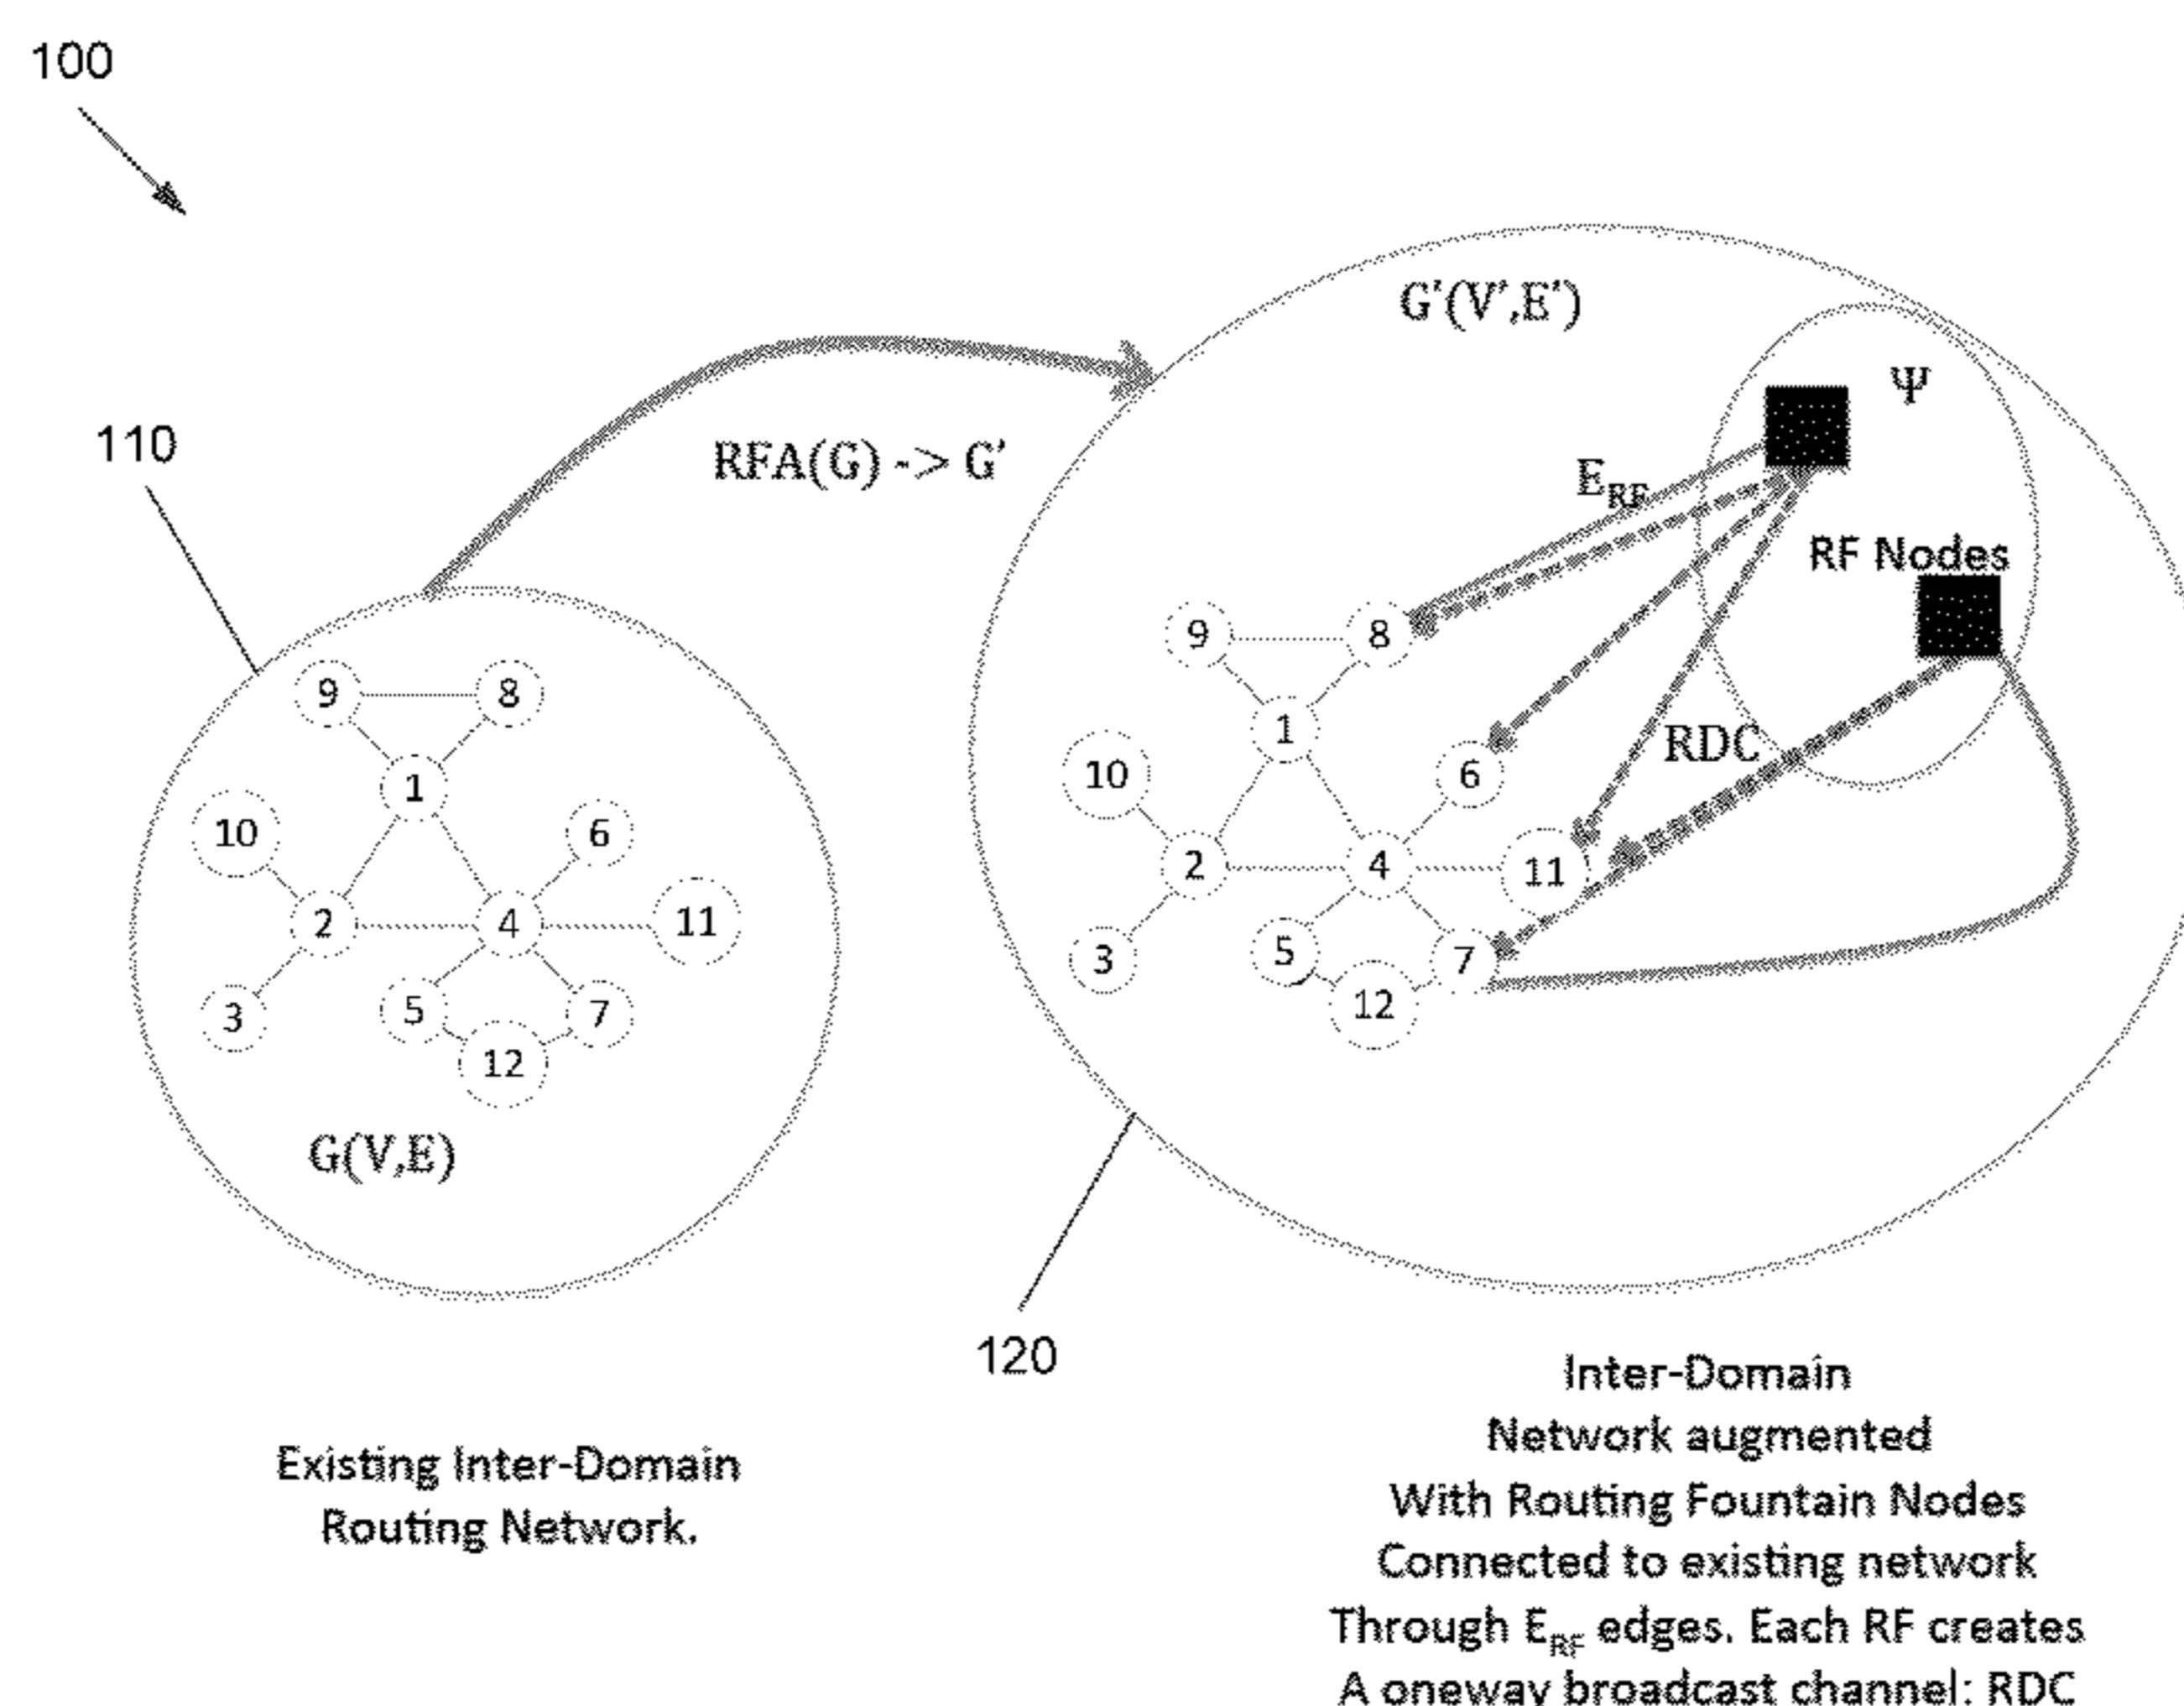 100
110
RFA(G) -> G'
G'(V',E')
Ψ
E_RF
RF Nodes
RDC
9
8
1
10
6
2
4
11
3
5
7
12
G(V,E)
9
8
1
10
6
2
4
11
3
5
7
12
120
Existing Inter-Domain
Routing Network.
Inter-Domain
Network augmented
With Routing Fountain Nodes
Connected to existing network
Through E_RF edges. Each RF creates
A oneway broadcast channel: RDC